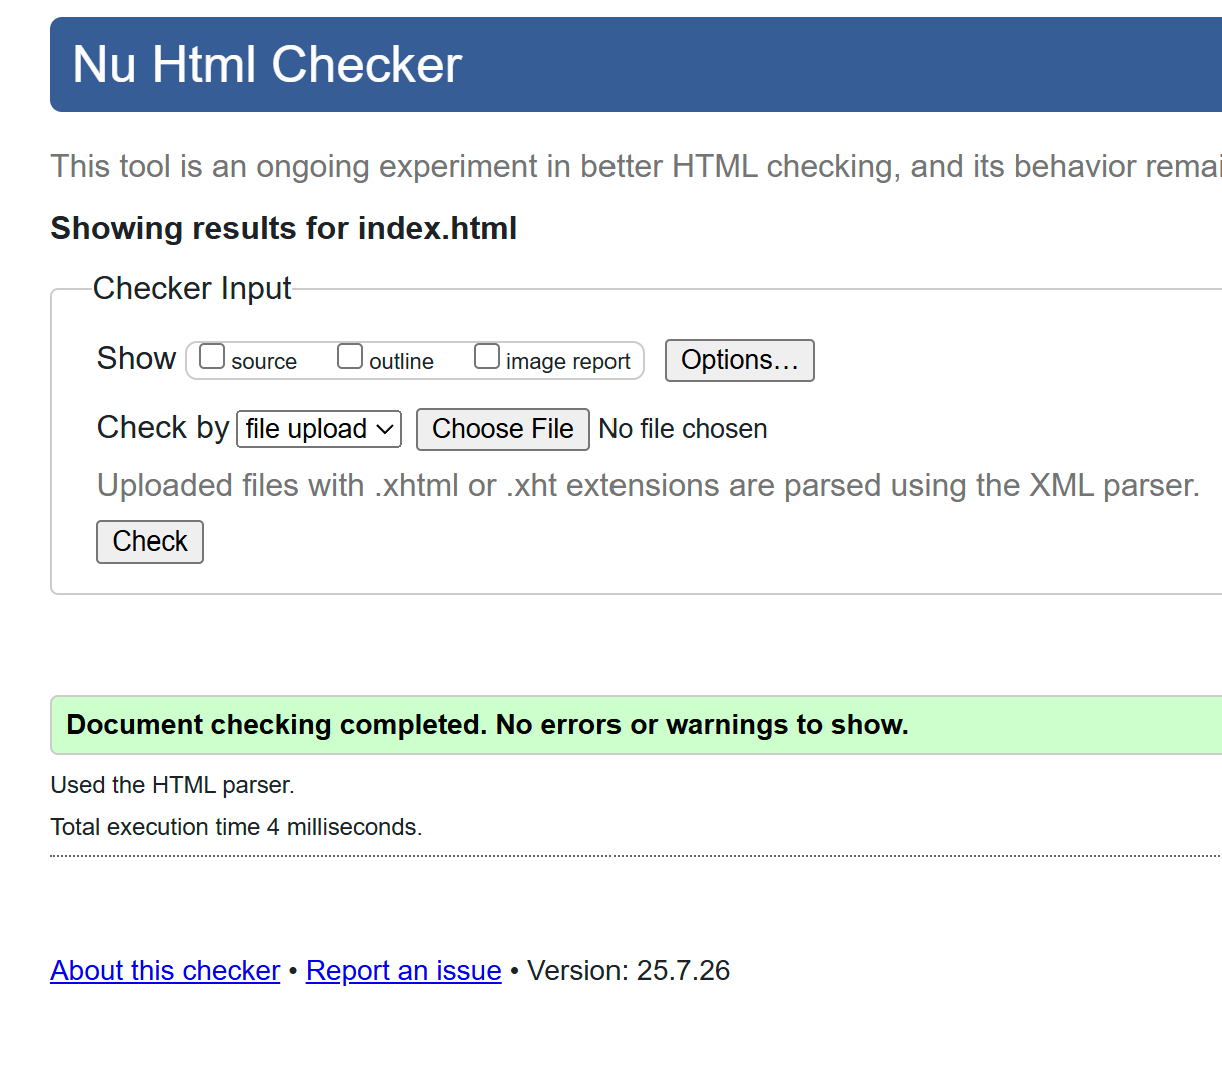 Nu Html Checker
This tool is an ongoing experiment in better HTML checking, and its behavior remai
Showing results for index.html
Checker Input
Show source outline image report Options...
Check by file upload Choose File No file chosen
Uploaded files with .xhtml or .xht extensions are parsed using the XML parser.
Check
Document checking completed. No errors or warnings to show.
Used the HTML parser.
Total execution time 4 milliseconds.
About this checker • Report an issue • Version: 25.7.26